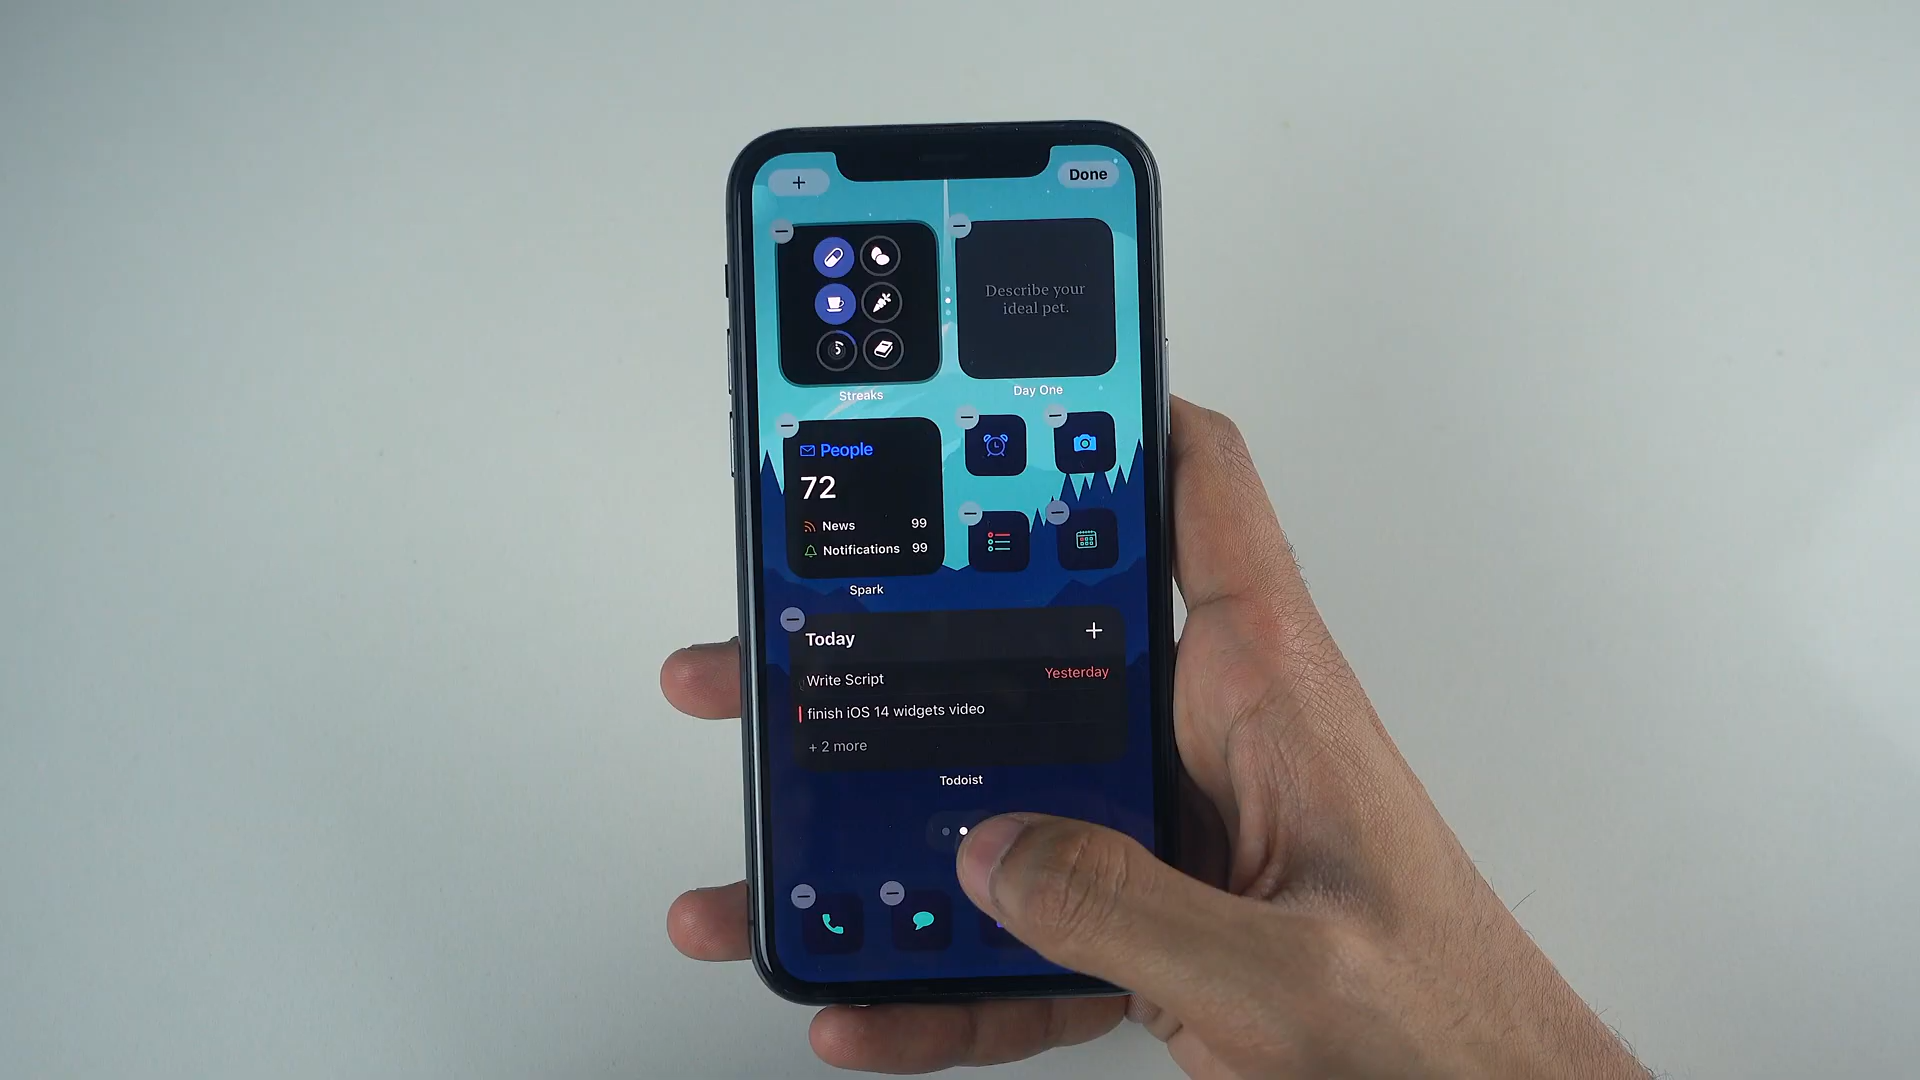 +
Done
5
Describe your
ideal pet.
Streaks
Day One
People
72
News 99
Notifications 99
Spark
Today +
Write Script Yesterday
finish iOS 14 widgets video
+ 2 more
Todoist